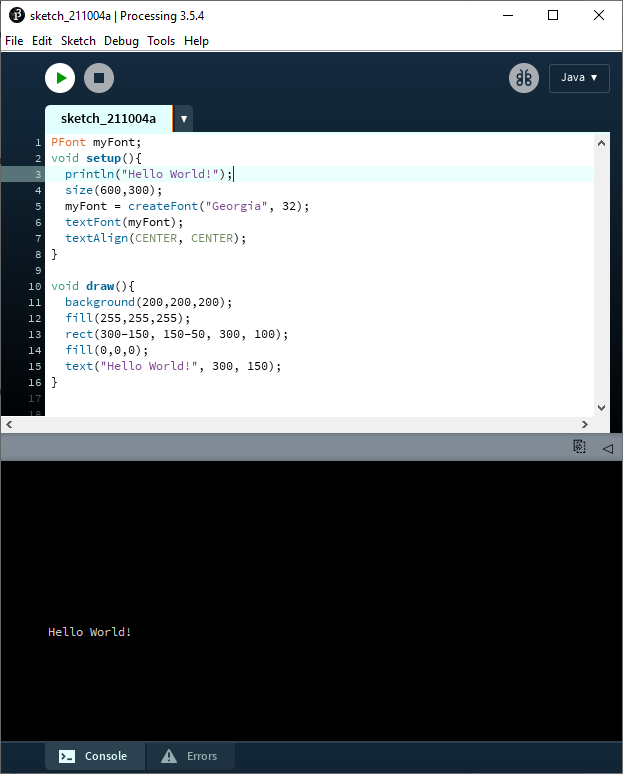 sketch_211004a | Processing 3.5.4
File Edit Sketch Debug Tools Help
Java ▼
sketch_211004a ▼
1 PFont myFont;
2 void setup(){
3 println("Hello World!");
4 size(600,300);
5 myFont = createFont("Georgia", 32);
6 textFont(myFont);
7 textAlign(CENTER, CENTER);
8 }
9
10 void draw(){
11 background(200,200,200);
12 fill(255,255,255);
13 rect(300-150, 150-50, 300, 100);
14 fill(0,0,0);
15 text("Hello World!", 300, 150);
16 }
17
18
Hello World!
Console Errors